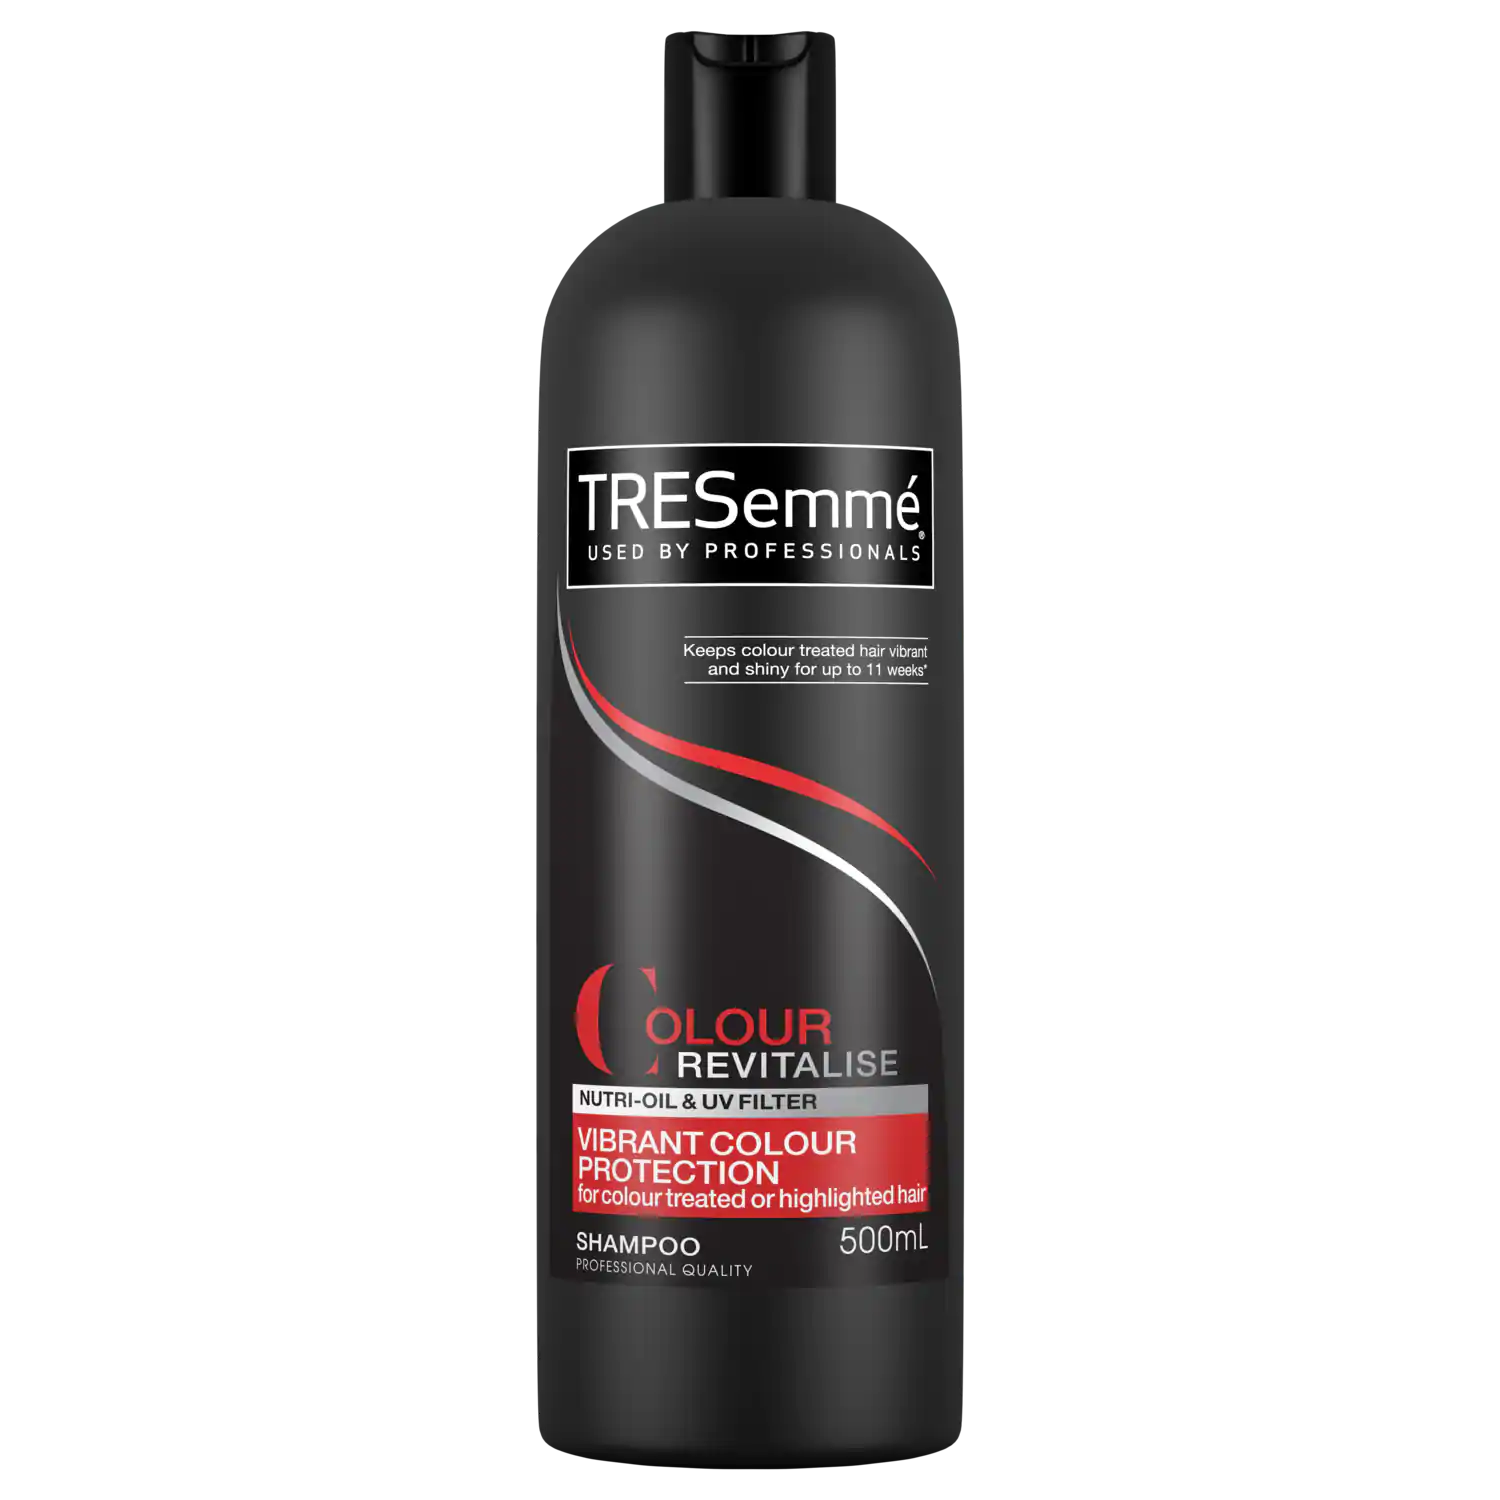 TRESemmé®
USED BY PROFESSIONALS
Keeps colour treated hair vibrant
and shiny for up to 11 weeks*
COLOUR
REVITALISE
NUTRI-OIL & UV FILTER
VIBRANT COLOUR
PROTECTION
for colour treated or highlighted hair
SHAMPOO 500mL
PROFESSIONAL QUALITY